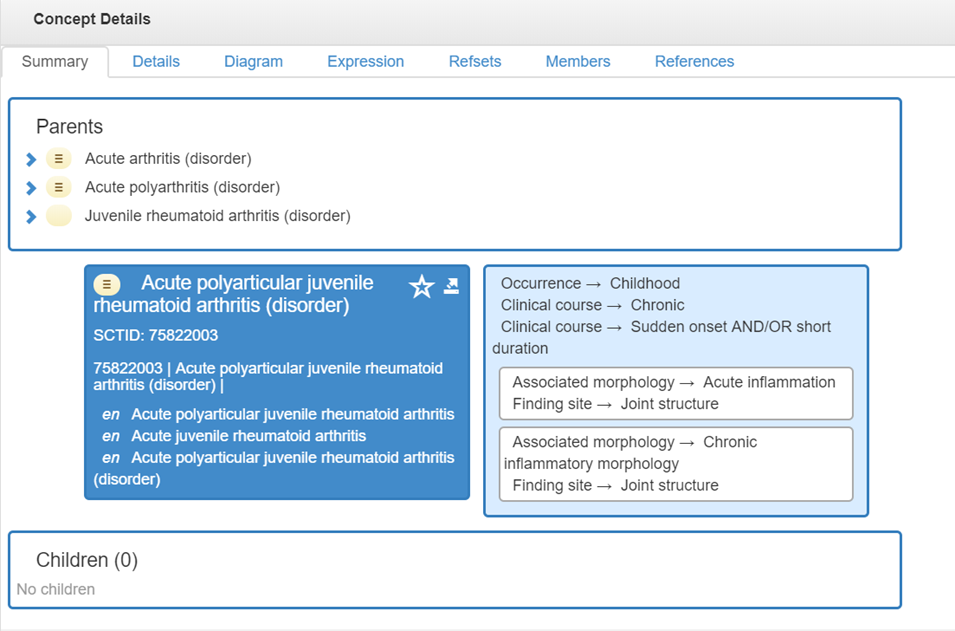 Concept Details
Summary Details Diagram Expression Refsets Members References
Parents
Acute arthritis (disorder)
Acute polyarthritis (disorder)
Juvenile rheumatoid arthritis (disorder)
Acute polyarticular juvenile
rheumatoid arthritis (disorder)
SCTID: 75822003
75822003 | Acute polyarticular juvenile rheumatoid
arthritis (disorder) |
en Acute polyarticular juvenile rheumatoid arthritis
en Acute juvenile rheumatoid arthritis
en Acute polyarticular juvenile rheumatoid arthritis
(disorder)
Occurrence → Childhood
Clinical course → Chronic
Clinical course → Sudden onset AND/OR short
duration
Associated morphology → Acute inflammation
Finding site → Joint structure
Associated morphology → Chronic
inflammatory morphology
Finding site → Joint structure
Children (0)
No children